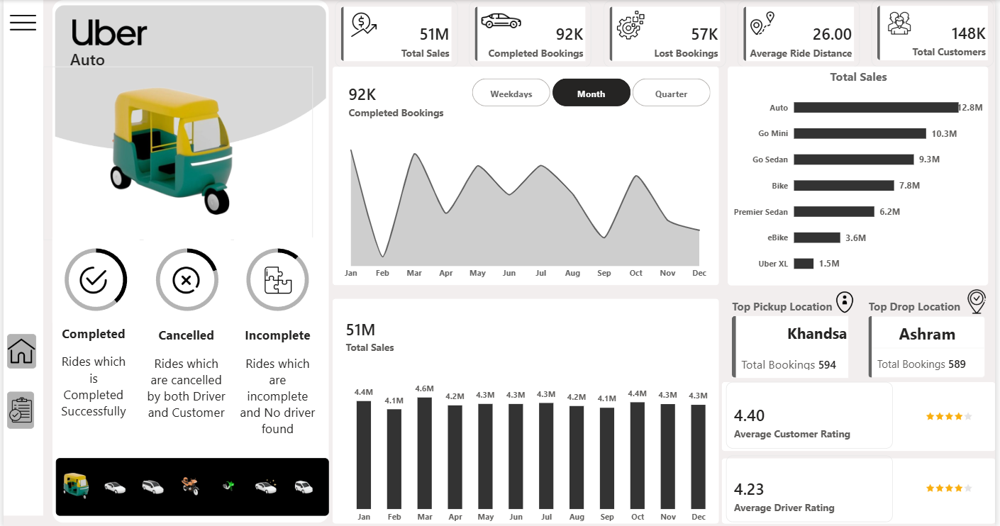 Uber
Auto
Completed
Rides which
is
Completed
Successfully
Cancelled
Rides which
are cancelled
by both Driver
and Customer
Incomplete
Rides which
are
incomplete
and No driver
found
51M
Total Sales
92K
Completed Bookings
57K
Lost Bookings
26.00
Average Ride Distance
148K
Total Customers
92K
Completed Bookings
Weekdays
Month
Quarter
Jan Feb Mar Apr May Jun Jul Aug Sep Oct Nov Dec
51M
Total Sales
4.4M 4.1M 4.6M 4.2M 4.3M 4.3M 4.3M 4.2M 4.1M 4.4M 4.3M 4.3M
Jan Feb Mar Apr May Jun Jul Aug Sep Oct Nov Dec
Total Sales
Auto 12.8M
Go Mini 10.3M
Go Sedan 9.3M
Bike 7.8M
Premier Sedan 6.2M
eBike 3.6M
Uber XL 1.5M
Top Pickup Location
Khandsa
Total Bookings 594
Top Drop Location
Ashram
Total Bookings 589
4.40
Average Customer Rating
4.23
Average Driver Rating